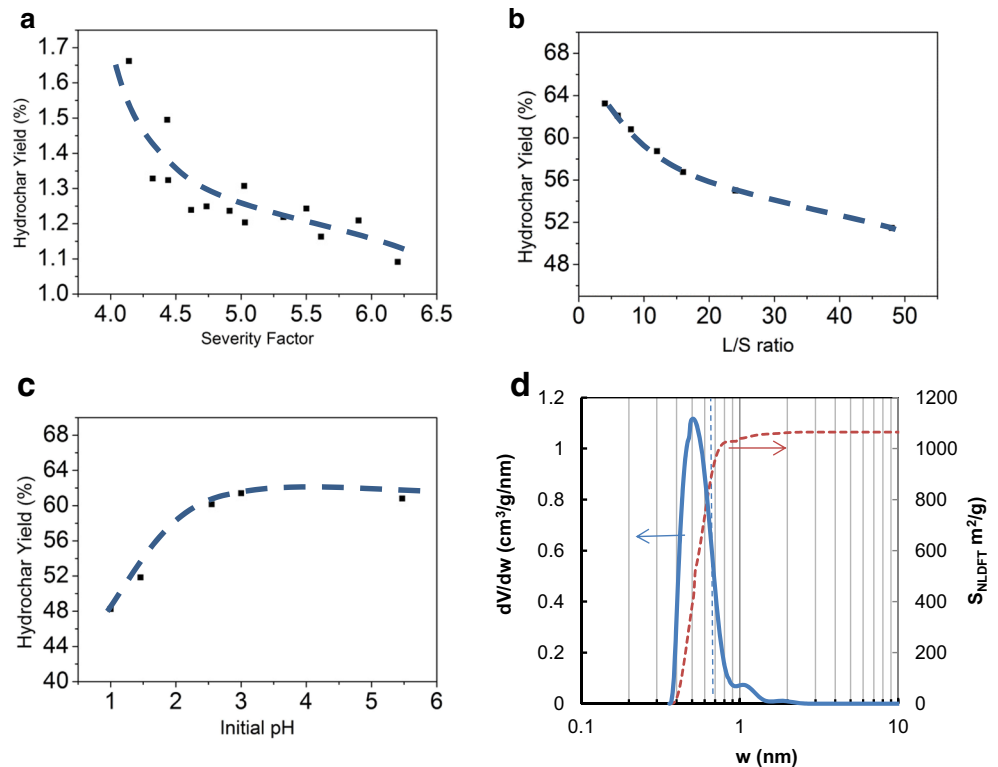 a
1.7
1.6
1.5
1.4
1.3
1.2
1.1
1.0
Hydrochar Yield (%)
4.0 4.5 5.0 5.5 6.0 6.5
Severity Factor
b
68
64
60
56
52
48
Hydrochar Yield (%)
0 10 20 30 40 50
L/S ratio
c
68
64
60
56
52
48
44
40
Hydrochar Yield (%)
1 2 3 4 5 6
Initial pH
d
1.2
1
0.8
0.6
0.4
0.2
0
dV/dw (cm³/g/nm)
1200
1000
800
600
400
200
0
S_NLDFT m²/g
0.1 1 10
w (nm)